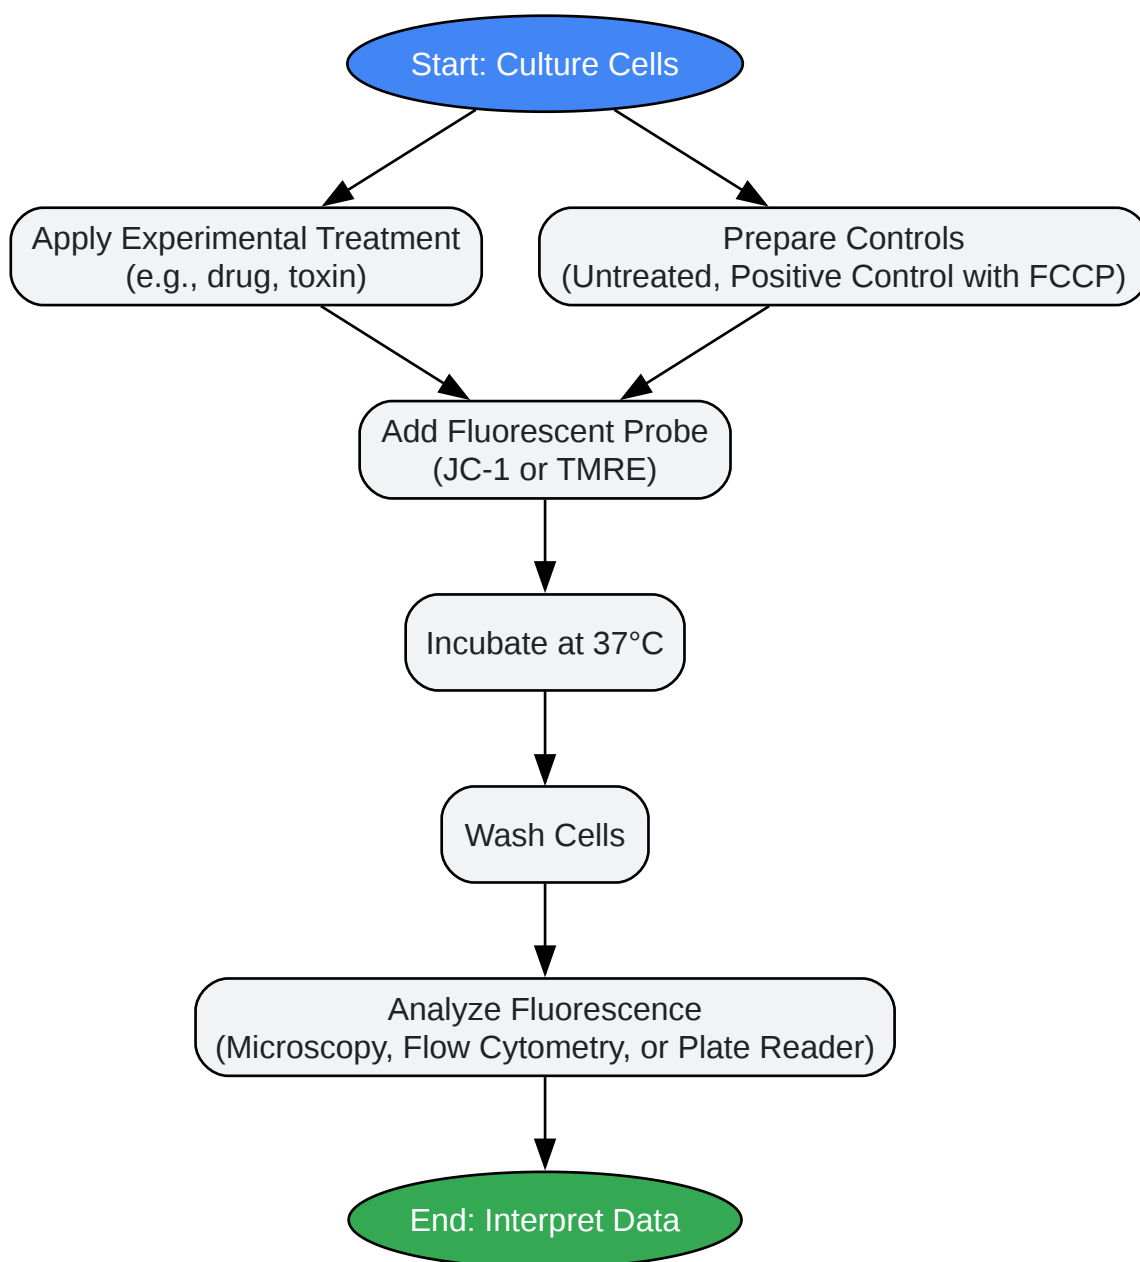 Start: Culture Cells
Apply Experimental Treatment
(e.g., drug, toxin)
Prepare Controls
(Untreated, Positive Control with FCCP)
Add Fluorescent Probe
(JC-1 or TMRE)
Incubate at 37°C
Wash Cells
Analyze Fluorescence
(Microscopy, Flow Cytometry, or Plate Reader)
End: Interpret Data